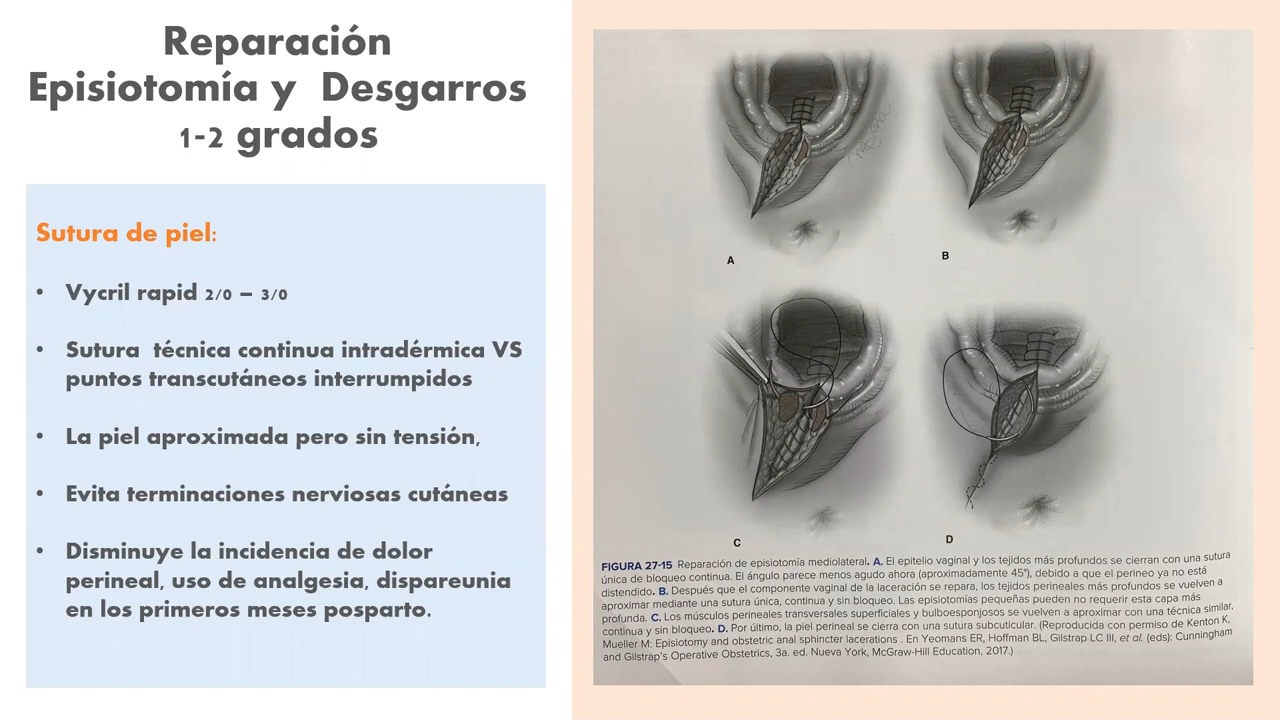 Reparación
Episiotomía y Desgarros
1-2 grados
Sutura de piel:
• Vycril rapid 2/0 – 3/0
• Sutura técnica continua intradérmica VS
puntos transcutáneos interrumpidos
• La piel aproximada pero sin tensión,
• Evita terminaciones nerviosas cutáneas
• Disminuye la incidencia de dolor
perineal, uso de analgesia, dispareunia
en los primeros meses posparto.
A
B
C
D
FIGURA 27-15 Reparación de episiotomía mediolateral. A. El epitelio vaginal y los tejidos más profundos se cierran con una sutura
única de bloqueo continua. El ángulo parece menos agudo ahora (aproximadamente 45°), debido a que el perineo ya no está
distendido. B. Después que el componente vaginal de la laceración se repara, los tejidos perineales más profundos se vuelven a
aproximar mediante una sutura única, continua y sin bloqueo. Las episiotomías pequeñas pueden no requerir esta capa más
profunda. C. Los músculos perineales transversales superficiales y bulboesponjosos se vuelven a aproximar con una técnica similar,
continua y sin bloqueo. D. Por último, la piel perineal se cierra con una sutura subcuticular. (Reproducida con permiso de Kenton K,
Mueller M: Episiotomy and obstetric anal sphincter lacerations . En Yeomans ER, Hoffman BL, Gilstrap LC III, et al. (eds): Cunningham
and Gilstrap's Operative Obstetrics, 3a. ed. Nueva York, McGraw-Hill Education, 2017.)